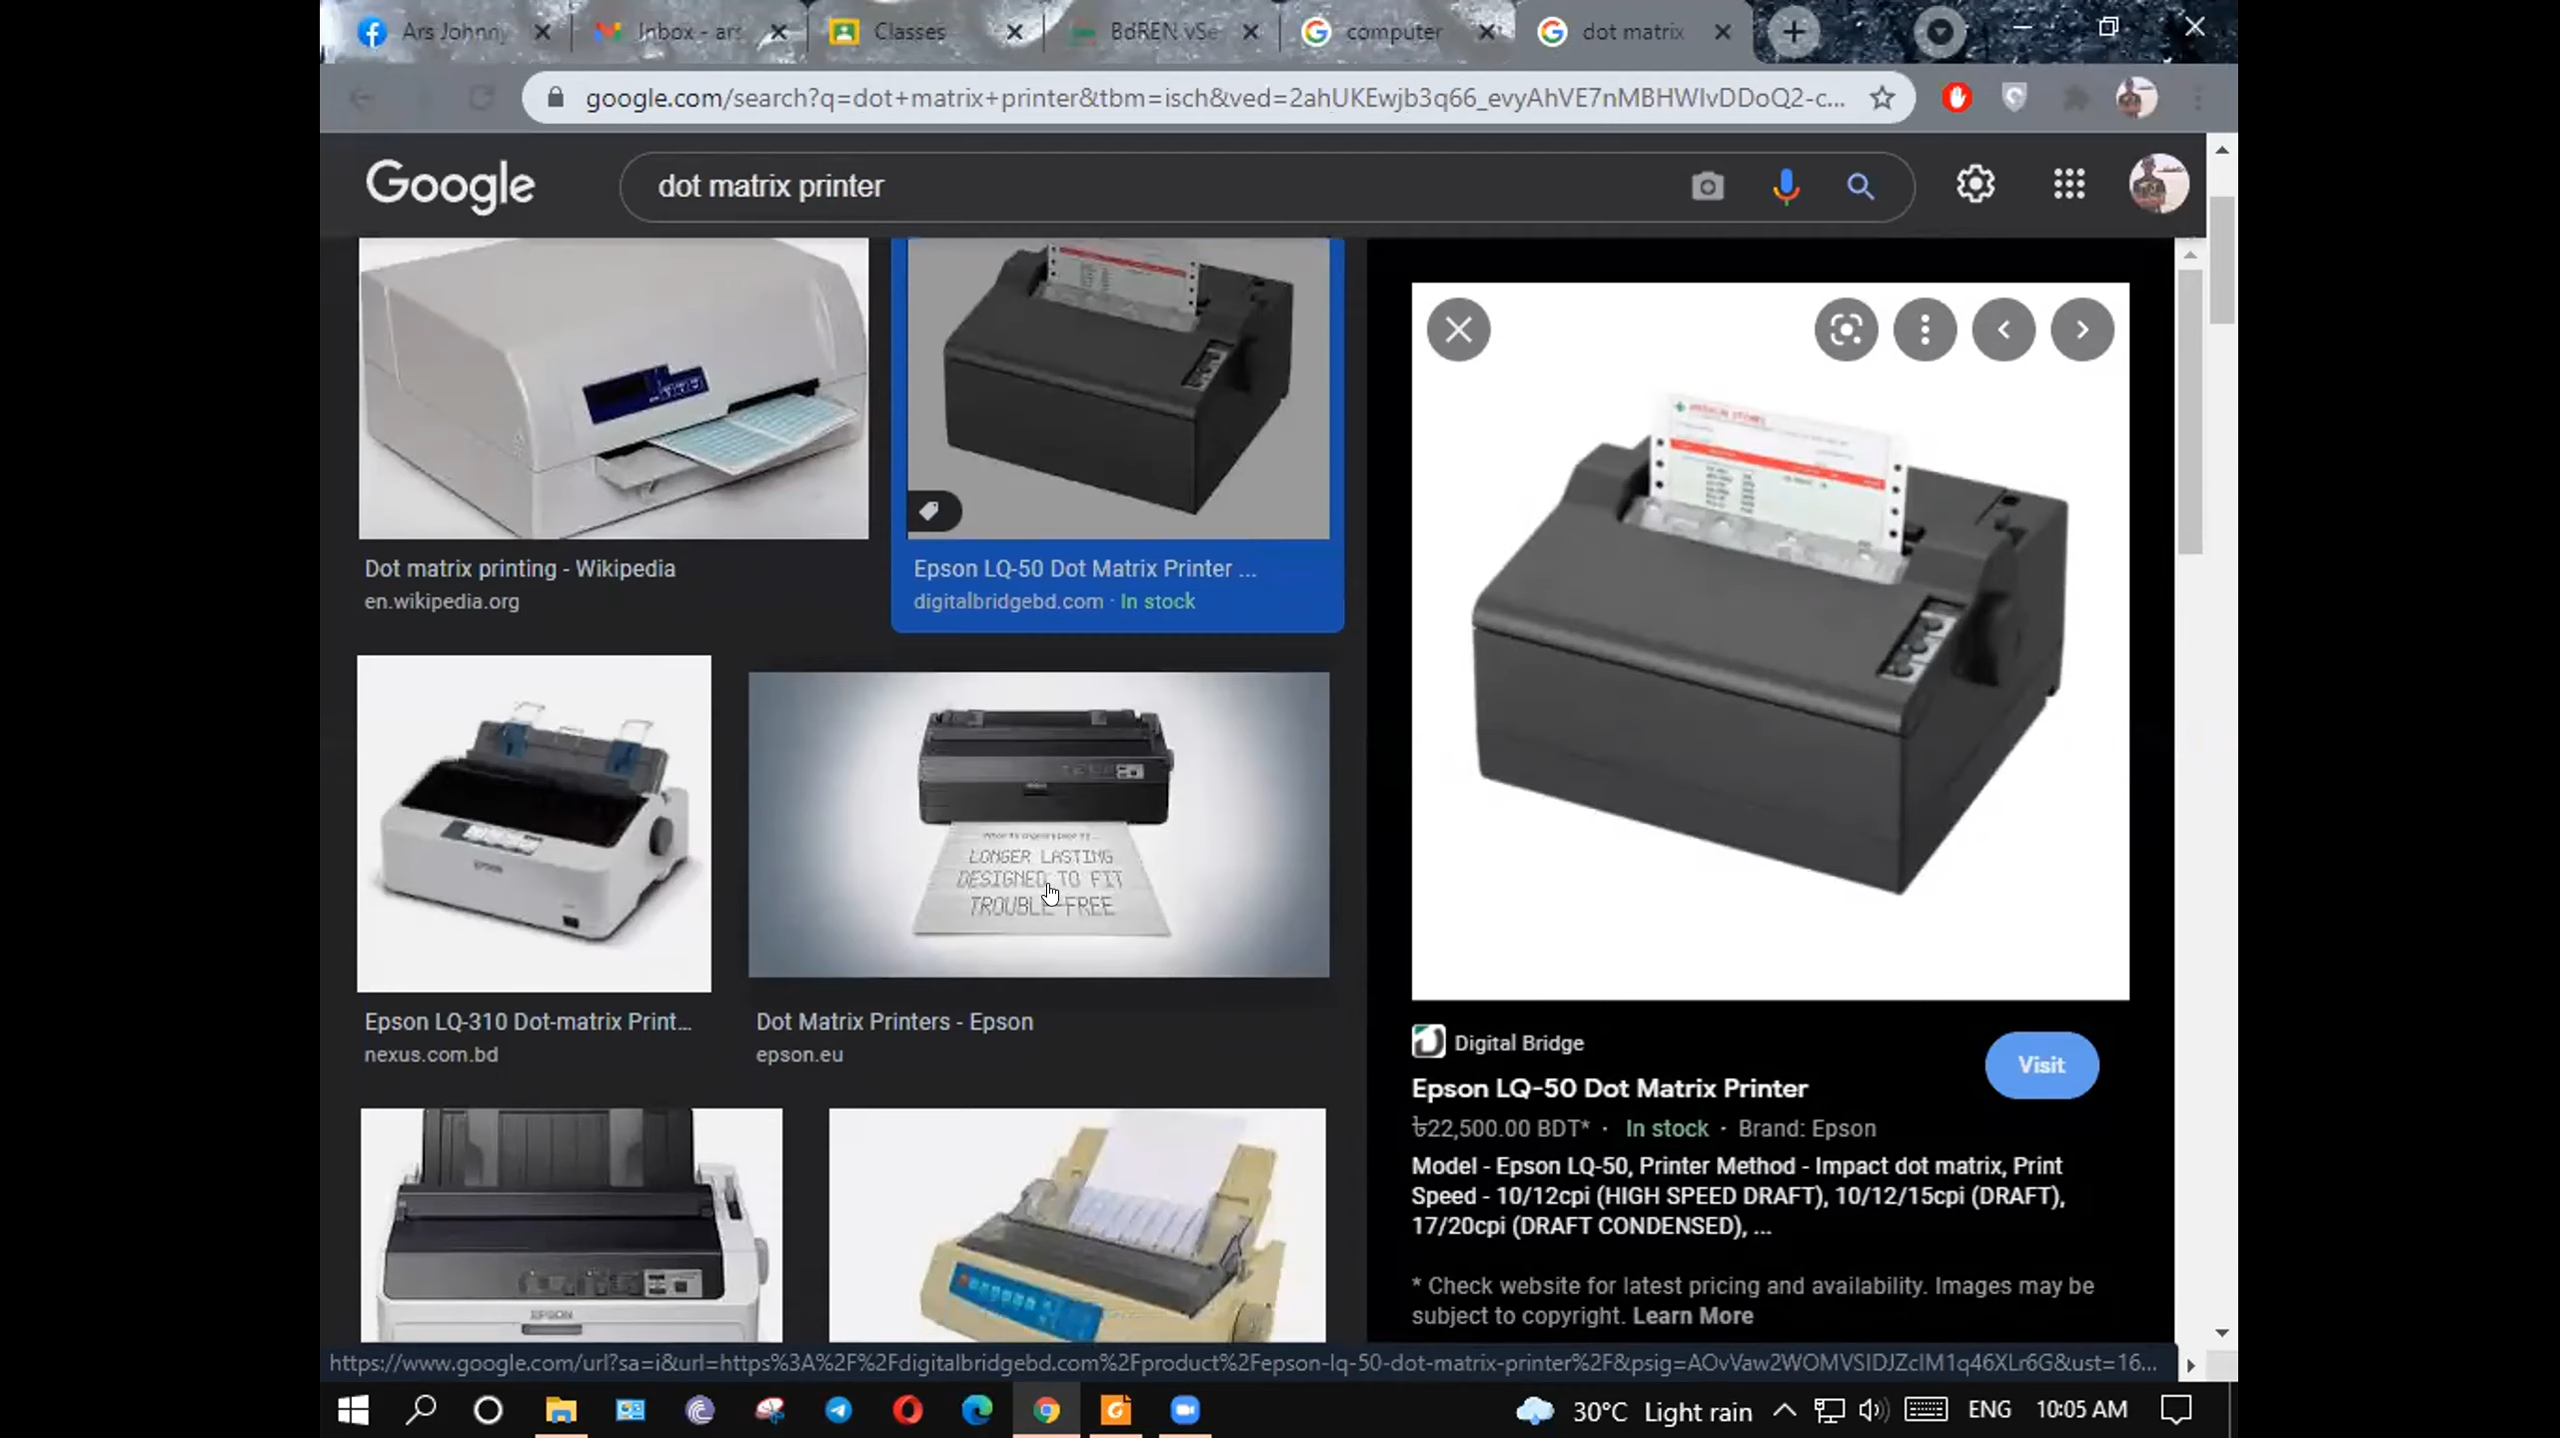 Ars Johnny
Inbox - ars
Classes
BdREN vSe
computer
dot matrix
google.com/search?q=dot+matrix+printer&tbm=isch&ved=2ahUKEwjb3q66_evyAhVE7nMBHWIvDDoQ2-c...
Google
dot matrix printer
Dot matrix printing - Wikipedia
en.wikipedia.org
Epson LQ-50 Dot Matrix Printer ...
digitalbridgebd.com · In stock
LONGER LASTING
DESIGNED TO FIT
TROUBLE FREE
EPSON
Epson LQ-310 Dot-matrix Print...
nexus.com.bd
Dot Matrix Printers - Epson
epson.eu
EPSON
Digital Bridge
Visit
Epson LQ-50 Dot Matrix Printer
৳22,500.00 BDT* · In stock · Brand: Epson
Model - Epson LQ-50, Printer Method - Impact dot matrix, Print
Speed - 10/12cpi (HIGH SPEED DRAFT), 10/12/15cpi (DRAFT),
17/20cpi (DRAFT CONDENSED), ...
* Check website for latest pricing and availability. Images may be
subject to copyright. Learn More
https://www.google.com/url?sa=i&url=https%3A%2F%2Fdigitalbridgebd.com%2Fproduct%2Fepson-lq-50-dot-matrix-printer%2F&psig=AOvVaw2WOMVSIDJZcIM1q46XLr6G&ust=16...
30°C Light rain
ENG
10:05 AM